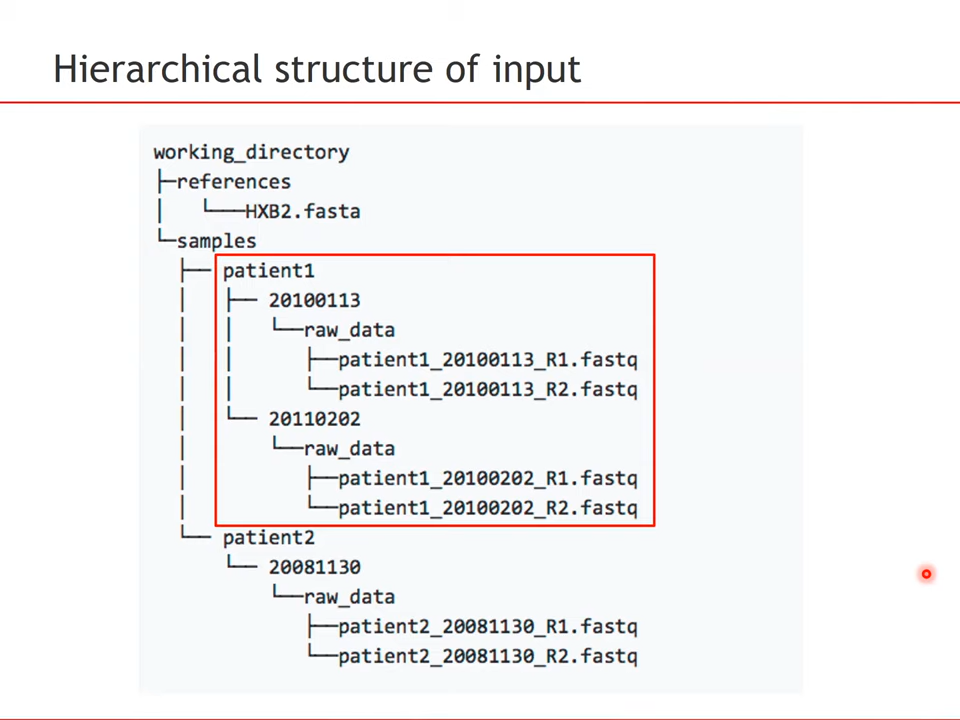 Hierarchical structure of input
working_directory
├─references
│   └──HXB2.fasta
└─samples
├── patient1
│   ├── 20100113
│   │   └──raw_data
│   │      ├──patient1_20100113_R1.fastq
│   │      └──patient1_20100113_R2.fastq
│   └── 20110202
│       └──raw_data
│          ├──patient1_20100202_R1.fastq
│          └──patient1_20100202_R2.fastq
└── patient2
└── 20081130
└──raw_data
├──patient2_20081130_R1.fastq
└──patient2_20081130_R2.fastq